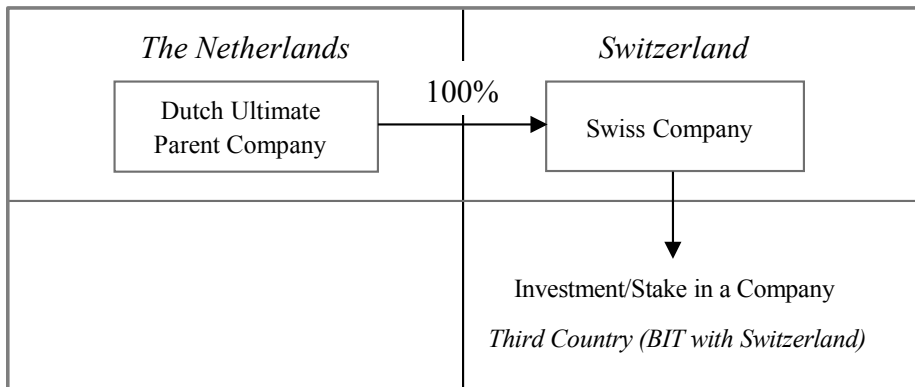 The Netherlands
Switzerland
100%
Dutch Ultimate
Parent Company
Swiss Company
Investment/Stake in a Company
Third Country (BIT with Switzerland)